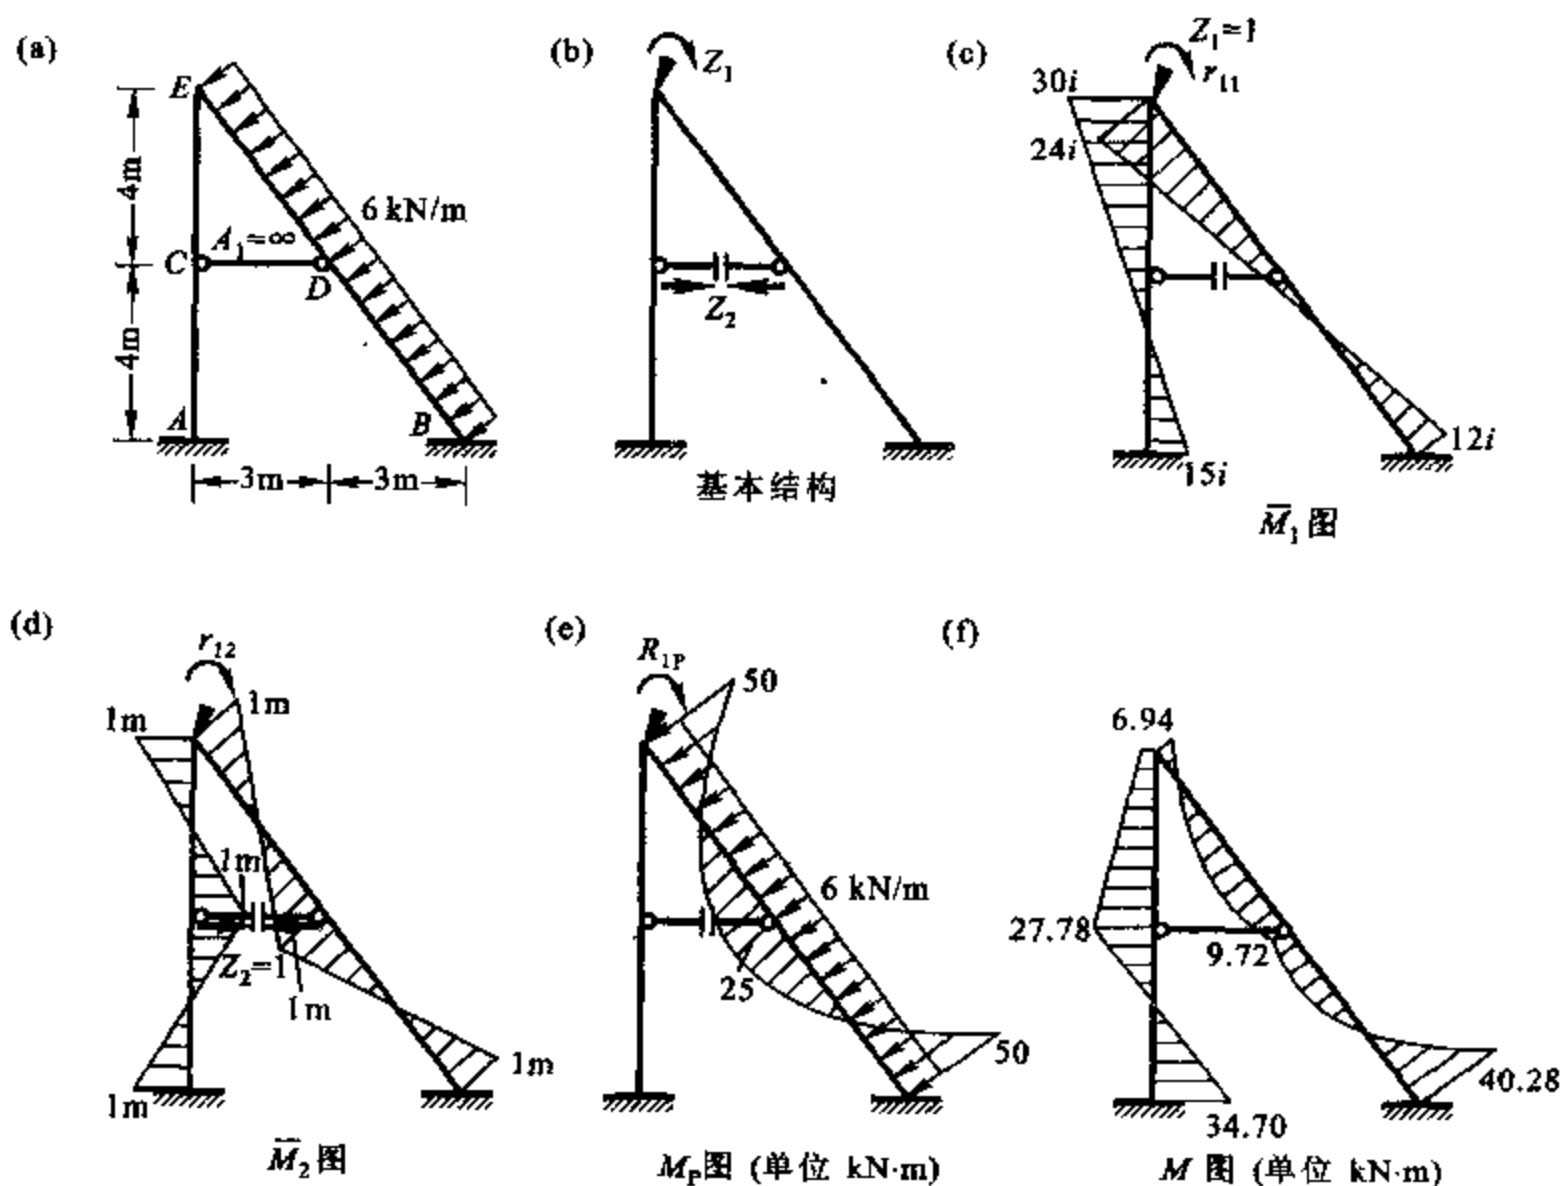 (a)
E
4m
C
A₁=∞
D
6 kN/m
4m
A
B
3m
3m
(b)
Z₁
Z₂
基本结构
(c)
Z₁=1
r₁₁
30i
24i
12i
15i
M̅₁图
(d)
r₁₂
1m
1m
1m
Z₂=1
1m
1m
1m
M̅₂图
(e)
R₁P
50
6 kN/m
25
50
Mₚ图 (单位 kN·m)
(f)
6.94
27.78
9.72
40.28
34.70
M 图 (单位 kN·m)